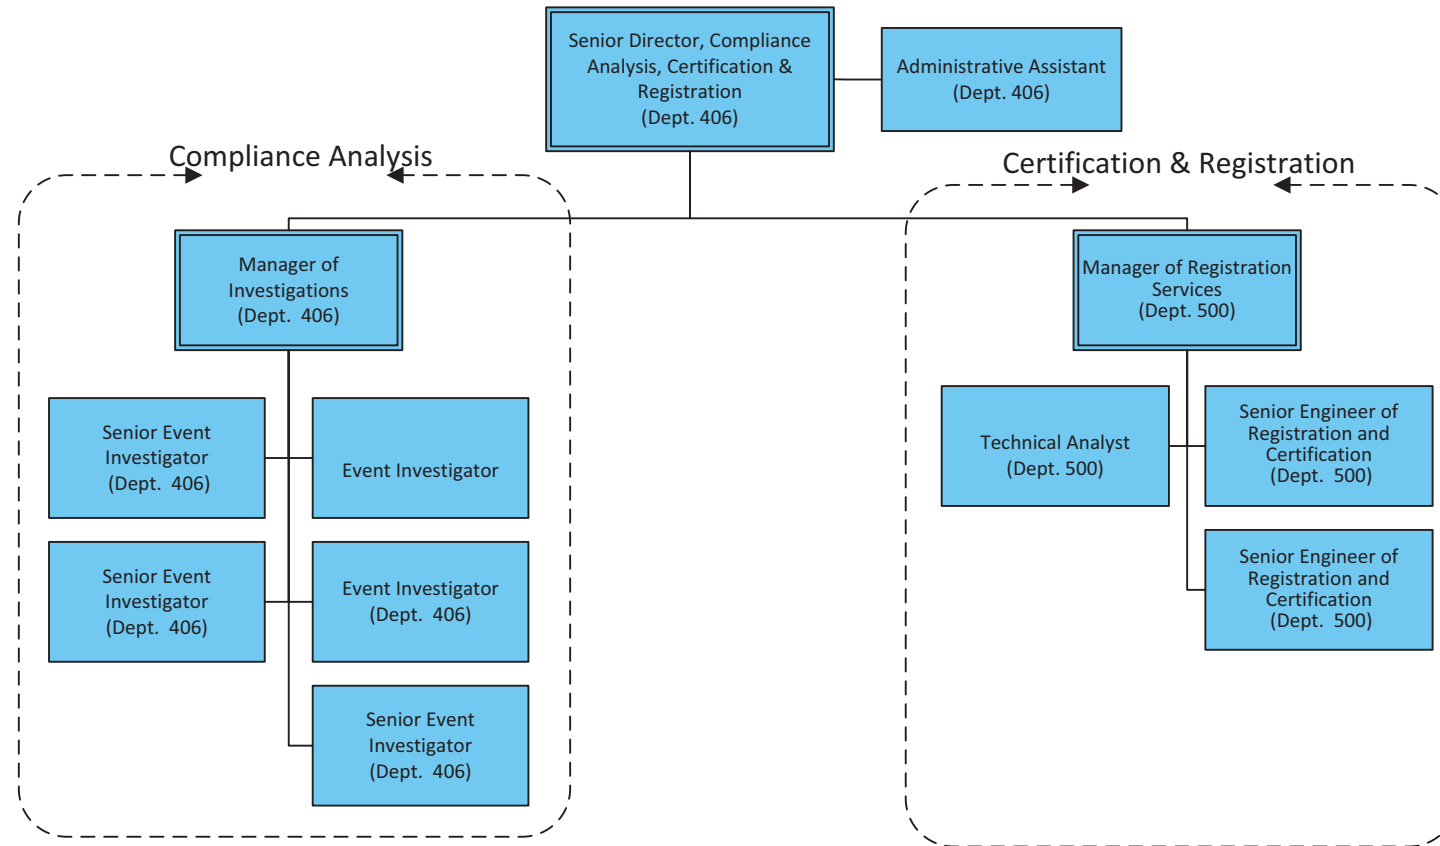 Senior Director, Compliance
Analysis, Certification &
Registration
(Dept. 406)
Administrative Assistant
(Dept. 406)
Compliance Analysis
Certification & Registration
Manager of
Investigations
(Dept. 406)
Manager of Registration
Services
(Dept. 500)
Senior Event
Investigator
(Dept. 406)
Event Investigator
Technical Analyst
(Dept. 500)
Senior Engineer of
Registration and
Certification
(Dept. 500)
Senior Event
Investigator
(Dept. 406)
Event Investigator
(Dept. 406)
Senior Engineer of
Registration and
Certification
(Dept. 500)
Senior Event
Investigator
(Dept. 406)